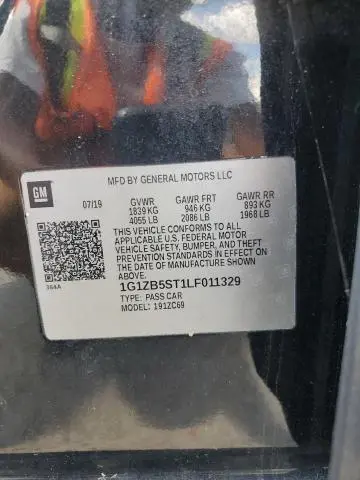 MFD BY GENERAL MOTORS LLC
GM
07/19 GVWR GAWR FRT GAWR RR
1839 KG 946 KG 893 KG
4055 LB 2086 LB 1968 LB
THIS VEHICLE CONFORMS TO ALL
APPLICABLE U.S. FEDERAL MOTOR
VEHICLE SAFETY, BUMPER, AND THEFT
PREVENTION STANDARDS IN EFFECT ON
THE DATE OF MANUFACTURE SHOWN
ABOVE.
364A
1G1ZB5ST1LF011329
TYPE: PASS CAR
MODEL: 191ZC69